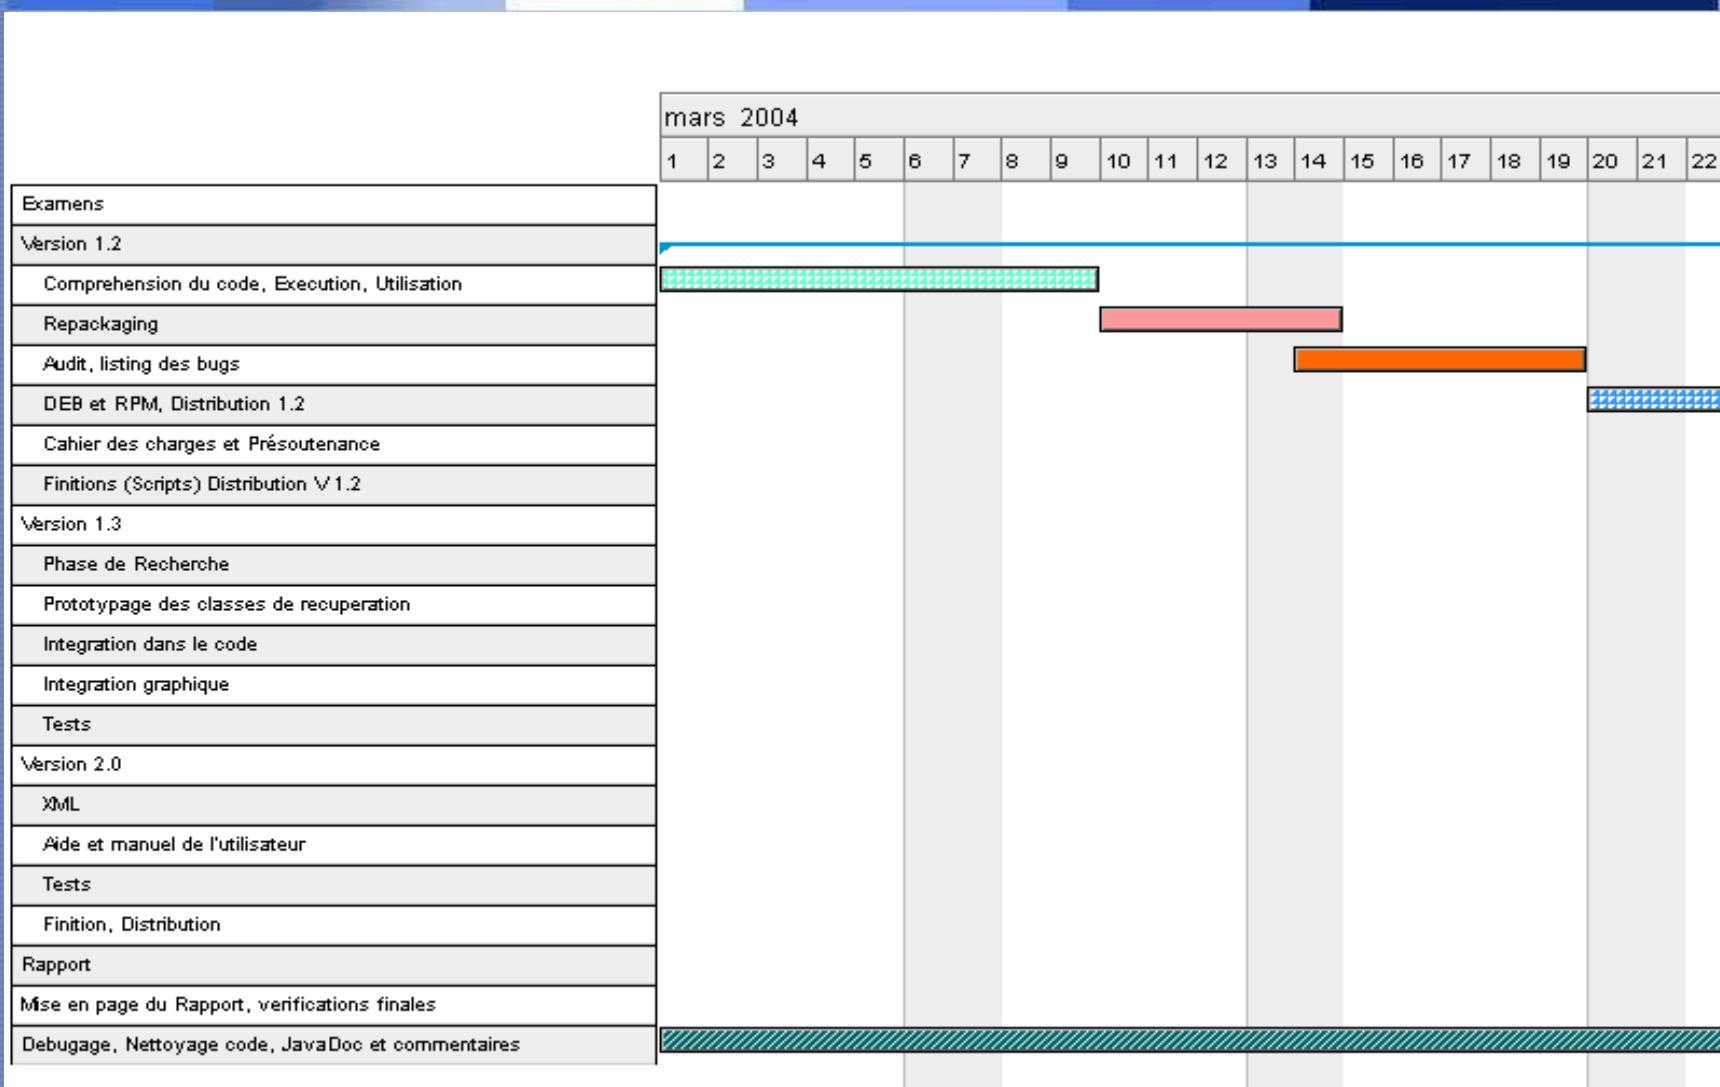 mars 2004
1 2 3 4 5 6 7 8 9 10 11 12 13 14 15 16 17 18 19 20 21 22
Examens
Version 1.2
Comprehension du code, Execution, Utilisation
Repackaging
Audit, listing des bugs
DEB et RPM, Distribution 1.2
Cahier des charges et Présoutenance
Finitions (Scripts) Distribution V 1.2
Version 1.3
Phase de Recherche
Prototypage des classes de recuperation
Integration dans le code
Integration graphique
Tests
Version 2.0
XML
Aide et manuel de l'utilisateur
Tests
Finition, Distribution
Rapport
Mise en page du Rapport, verifications finales
Debugage, Nettoyage code, JavaDoc et commentaires